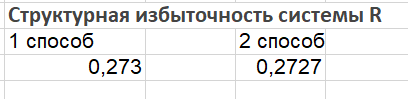 Структурная избыточность системы R
1 способ 2 способ
0,273 0,2727